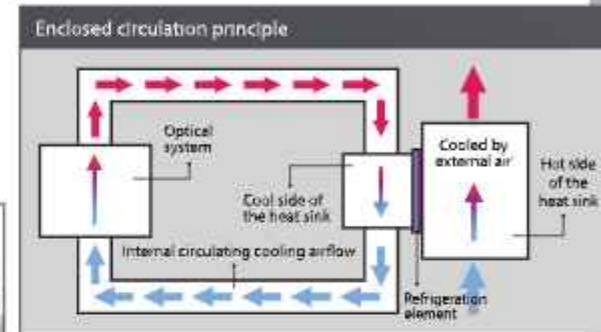 Enclosed circulation principle
Optical
system
Cooled by
external air
Hot side
of the
heat sink
Cool side of
the heat sink
Internal circulating cooling airflow
Refrigeration
element